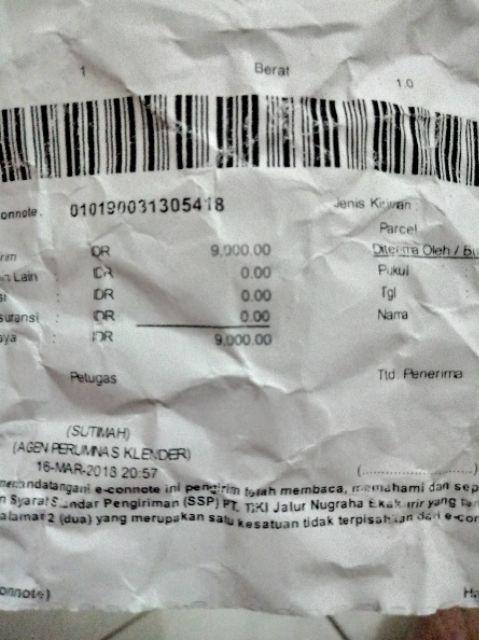 1 Berat 1.0
onnote. 010190031305418 Jenis Kiriman :
Parcel
rim IDR 9,000.00 Diterima Oleh / Bu
n Lain IDR 0.00 Pukul
si : IDR 0.00 Tgl
suransi : IDR 0.00 Nama
aya IDR 9,000.00
Petugas Ttd. Penerima
(SUTIMAH)
(AGEN PERUMNAS KLENDER)
16-MAR-2018 20:57 (........................)
menandatangani e-connote ini pengirim telah membaca, memahami dan sep
n Syarat Standar Pengiriman (SSP) PT. TIKI Jalur Nugraha Ekakurir yang
alamat 2 (dua) yang merupakan satu kesatuan tidak terpisahkan dari e-con
onnote) Ha